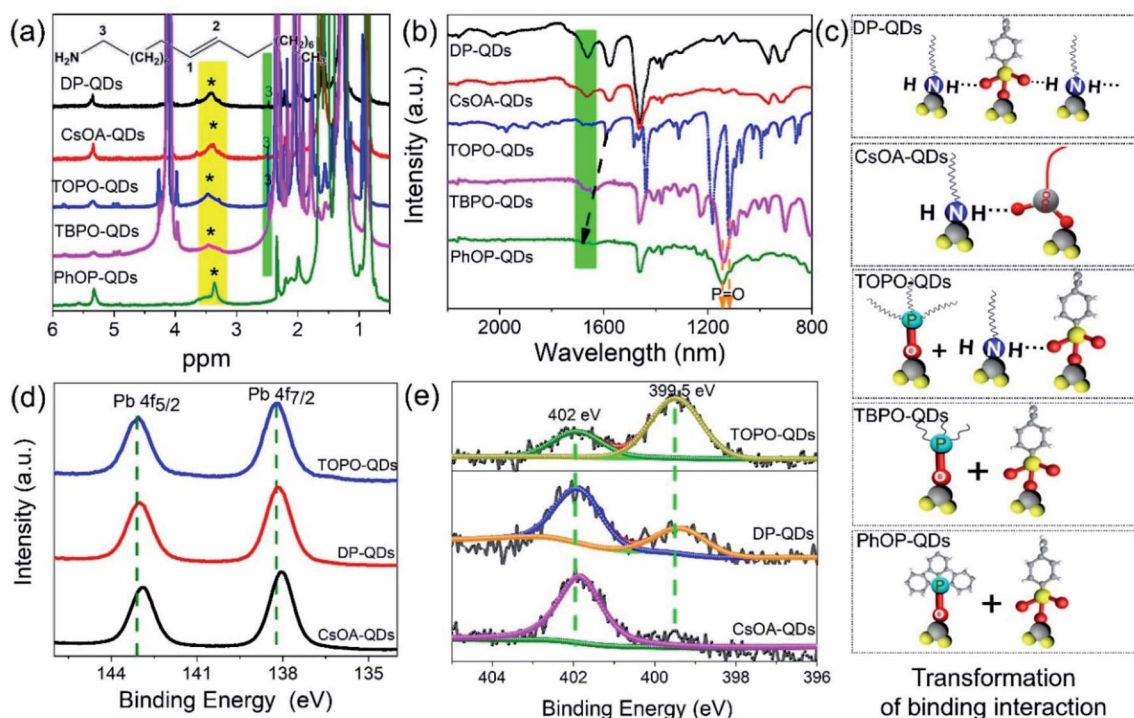 (a)
3
2
H₂N
(CH₂)
1
(CH₂)₆
CH₃
DP-QDs
*
3
CsOA-QDs
*
3
TOPO-QDs
*
3
TBPO-QDs
*
PhOP-QDs
*
6 5 4 3 2 1
ppm
Intensity (a.u.)
(b)
DP-QDs
CsOA-QDs
TOPO-QDs
TBPO-QDs
PhOP-QDs
P=O
2000 1600 1200 800
Wavelength (nm)
Intensity (a.u.)
(c)
DP-QDs
N H N H
CsOA-QDs
H N H
COO
TOPO-QDs
P
O + H N H
TBPO-QDs
P
O +
PhOP-QDs
P
O +
Transformation
of binding interaction
(d)
Pb 4f5/2
Pb 4f7/2
TOPO-QDs
DP-QDs
CsOA-QDs
144 141 138 135
Binding Energy (eV)
Intensity (a.u.)
(e)
399.5 eV
402 eV
TOPO-QDs
DP-QDs
CsOA-QDs
404 402 400 398 396
Binding Energy (eV)